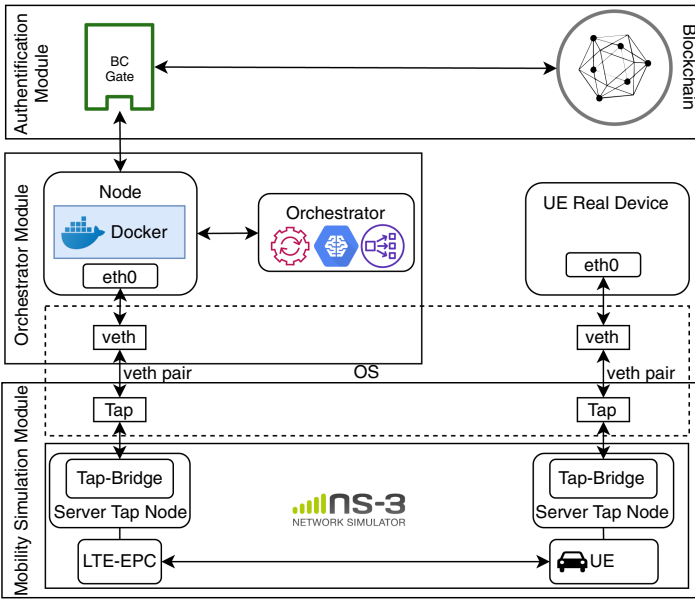 Authentification
Module
BC
Gate
Blockchain
Orchestrator Module
Node
Docker
eth0
Orchestrator
UE Real Device
eth0
veth
veth
veth pair
OS
veth pair
Tap
Tap
Mobility Simulation Module
Tap-Bridge
Server Tap Node
ns-3
NETWORK SIMULATOR
Tap-Bridge
Server Tap Node
LTE-EPC
UE